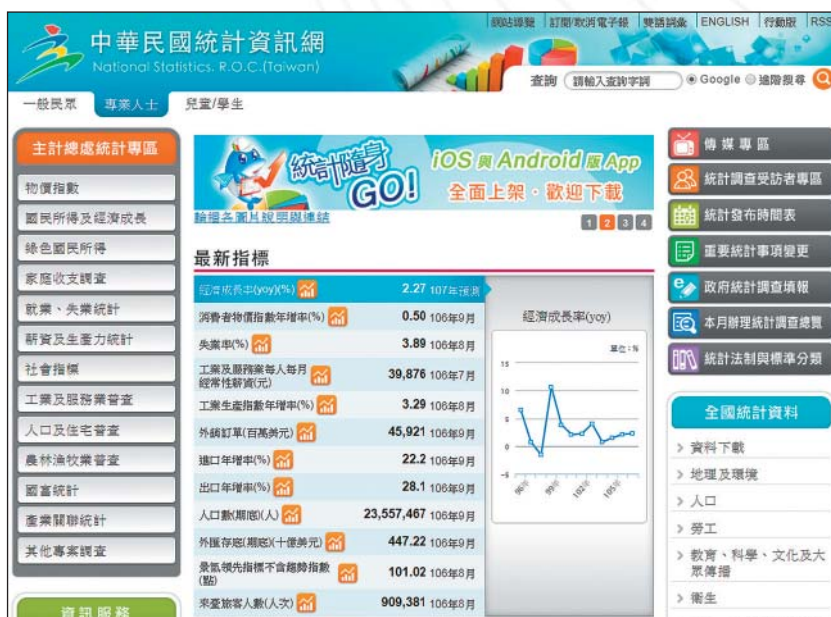 網站導覽 | 訂閱/取消電子報 | 雙語詞彙 | ENGLISH | 行動版 | RSS
中華民國統計資訊網
National Statistics. R.O.C.(Taiwan)
查詢 請輸入查詢字詞 Google 進階搜尋
一般民眾 專業人士 兒童/學生
主計總處統計專區
物價指數
國民所得及經濟成長
綠色國民所得
家庭收支調查
就業、失業統計
薪資及生產力統計
社會指標
工業及服務業普查
人口及住宅普查
農林漁牧業普查
國富統計
產業關聯統計
其他專案調查
資訊服務
統計隨身GO!
iOS 與 Android 版 App
全面上架‧歡迎下載
輪播各圖片說明與連結
1 2 3 4
最新指標
經濟成長率(yoy)(%) 2.27 107年預測
消費者物價指數年增率(%) 0.50 106年9月
失業率(%) 3.89 106年8月
工業及服務業每人每月
經常性薪資(元) 39,876 106年7月
工業生產指數年增率(%) 3.29 106年8月
外銷訂單(百萬美元) 45,921 106年9月
進口年增率(%) 22.2 106年9月
出口年增率(%) 28.1 106年9月
人口數(期底)(人) 23,557,467 106年9月
外匯存底(期底)(十億美元) 447.22 106年9月
景氣領先指標不含趨勢指數
(點) 101.02 106年8月
來臺旅客人數(人次) 909,381 106年8月
經濟成長率(yoy)
單位:%
15
10
5
0
-5
96年
99年
102年
105年
傳媒專區
統計調查受訪者專區
統計發布時間表
重要統計事項變更
政府統計調查填報
本月辦理統計調查總覽
統計法制與標準分類
全國統計資料
資料下載
地理及環境
人口
勞工
教育、科學、文化及大
眾傳播
衛生